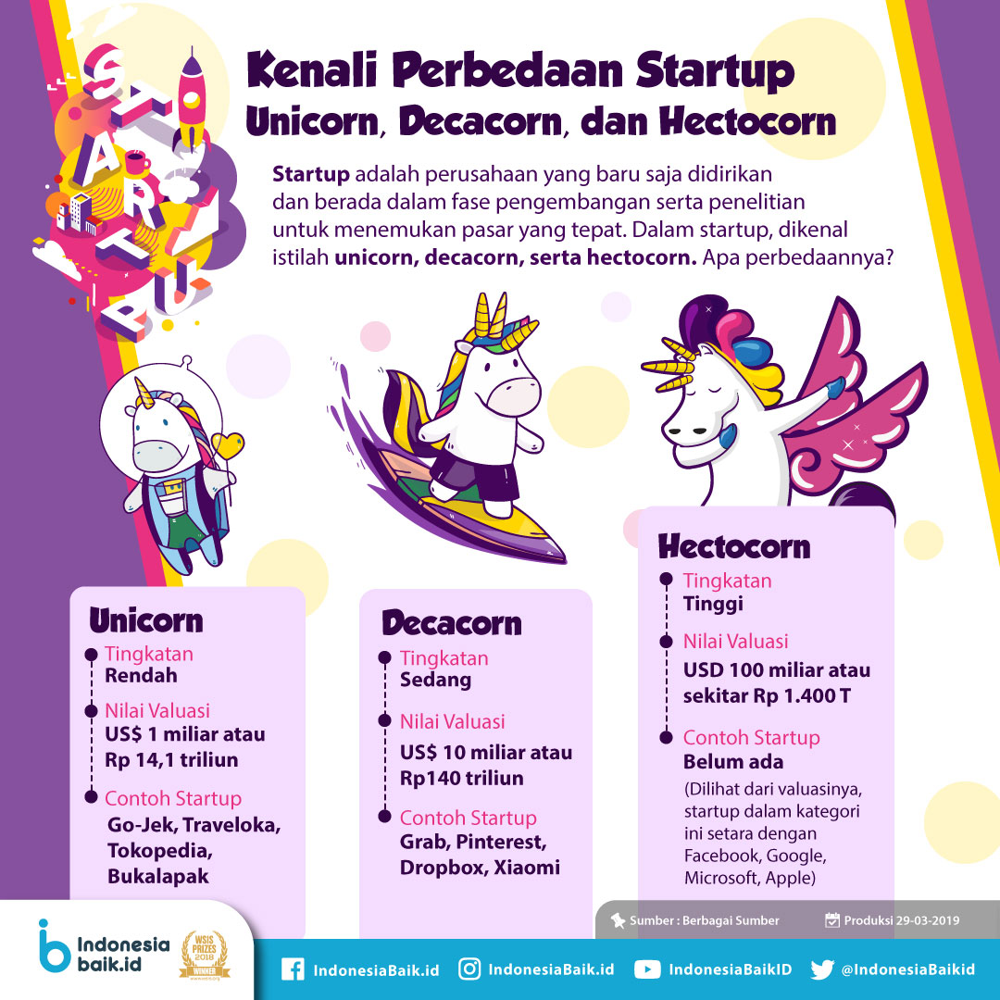 STARTUP
Kenali Perbedaan Startup
Unicorn, Decacorn, dan Hectocorn
Startup adalah perusahaan yang baru saja didirikan
dan berada dalam fase pengembangan serta penelitian
untuk menemukan pasar yang tepat. Dalam startup, dikenal
istilah unicorn, decacorn, serta hectocorn. Apa perbedaannya?
Unicorn
Tingkatan
Rendah
Nilai Valuasi
US$ 1 miliar atau
Rp 14,1 triliun
Contoh Startup
Go-Jek, Traveloka,
Tokopedia,
Bukalapak
Decacorn
Tingkatan
Sedang
Nilai Valuasi
US$ 10 miliar atau
Rp140 triliun
Contoh Startup
Grab, Pinterest,
Dropbox, Xiaomi
Hectocorn
Tingkatan
Tinggi
Nilai Valuasi
USD 100 miliar atau
sekitar Rp 1.400 T
Contoh Startup
Belum ada
(Dilihat dari valuasinya,
startup dalam kategori
ini setara dengan
Facebook, Google,
Microsoft, Apple)
Sumber : Berbagai Sumber
Produksi 29-03-2019
Indonesia
baik.id
WSIS
PRIZES
2018
WINNER
IndonesiaBaik.id
IndonesiaBaik.id
IndonesiaBaikID
@IndonesiaBaikid